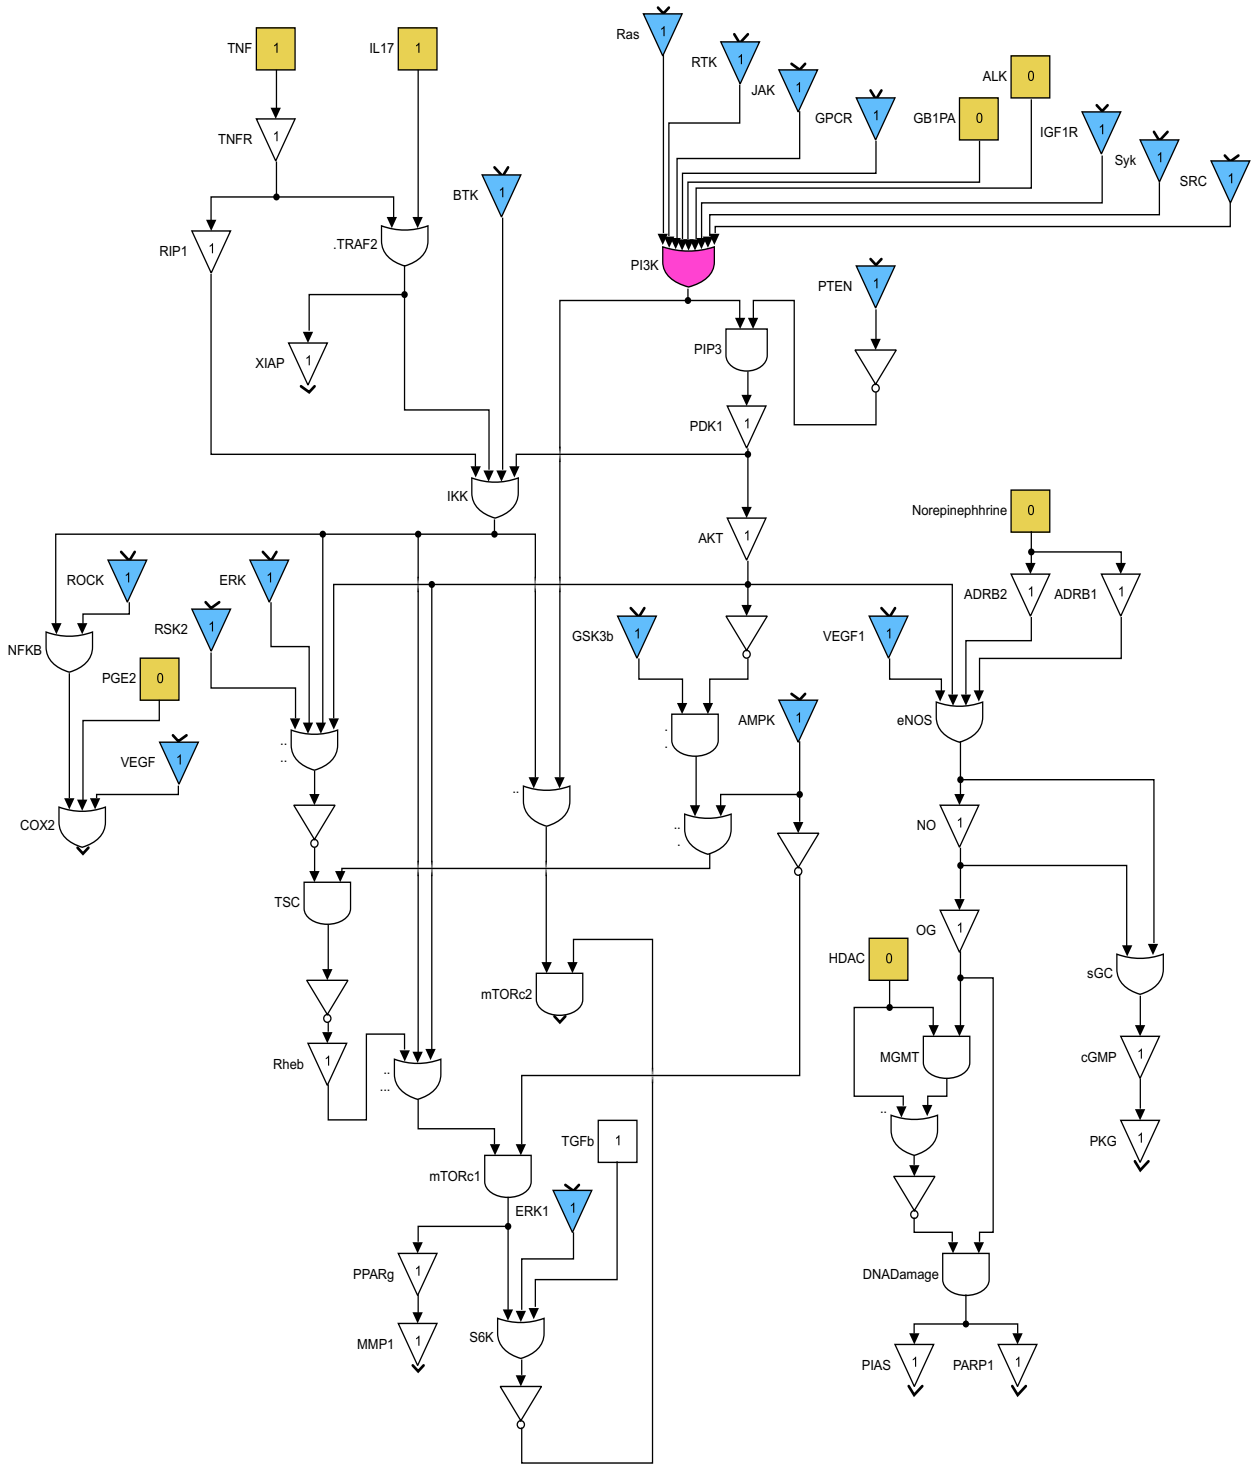 Ras 1
TNF 1
IL17 1
RTK 1
JAK 1
ALK 0
GPCR 1
GB1PA 0
IGF1R 1
Syk 1
SRC 1
TNFR 1
BTK 1
RIP1 1
.TRAF2
PI3K
PTEN 1
XIAP 1
PIP3
PDK1 1
IKK
AKT 1
Norepinephhrine 0
ROCK 1
ERK 1
ADRB2 1
ADRB1 1
RSK2 1
GSK3b 1
VEGF1 1
NFKB
PGE2 0
AMPK 1
eNOS
..
..
.
.
VEGF 1
..
COX2
NO 1
..
.
TSC
OG 1
HDAC 0
sGC
mTORc2
Rheb 1
..
...
MGMT
cGMP 1
..
TGFb 1
PKG 1
mTORc1
ERK1 1
PPARg 1
DNADamage
MMP1 1
S6K
PIAS 1
PARP1 1